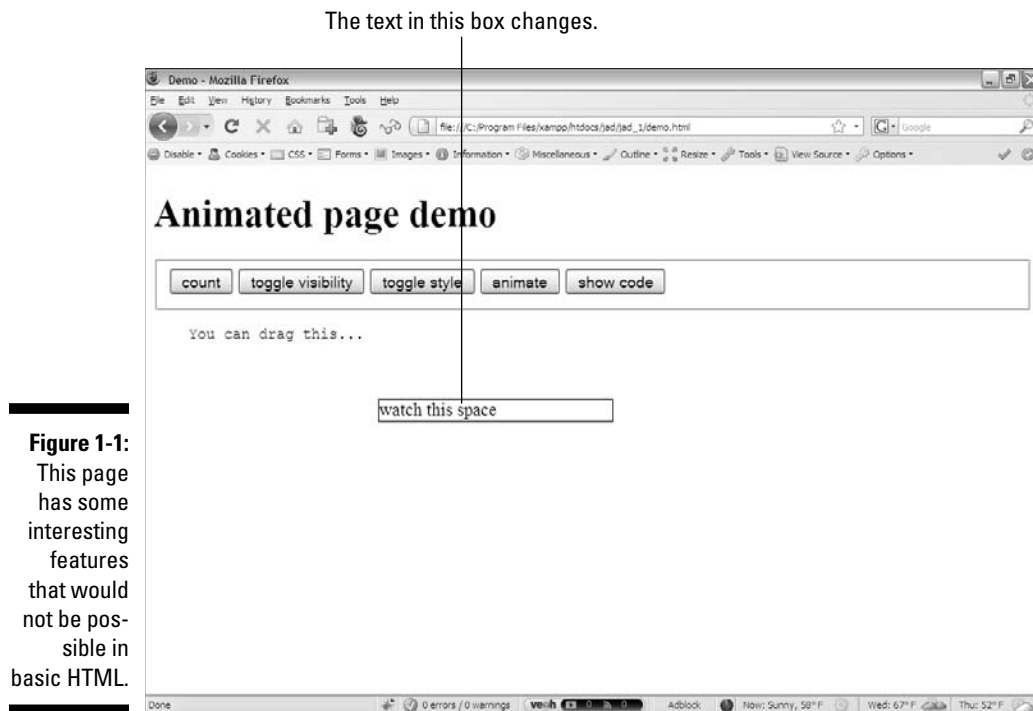 The text in this box changes.
Demo - Mozilla Firefox
File Edit View History Bookmarks Tools Help
file:///C:/Program Files/xampp/htdocs/jad/jad_1/demo.html Google
Disable CSS Cookies CSS Forms Images Information Miscellaneous Outline Resize Tools View Source Options
Animated page demo
count toggle visibility toggle style animate show code
You can drag this...
watch this space
Figure 1-1:
This page
has some
interesting
features
that would
not be pos-
sible in
basic HTML.
Done 0 errors / 0 warnings veoh 0 0 Adblock Now: Sunny, 58°F Wed: 67°F Thu: 52°F